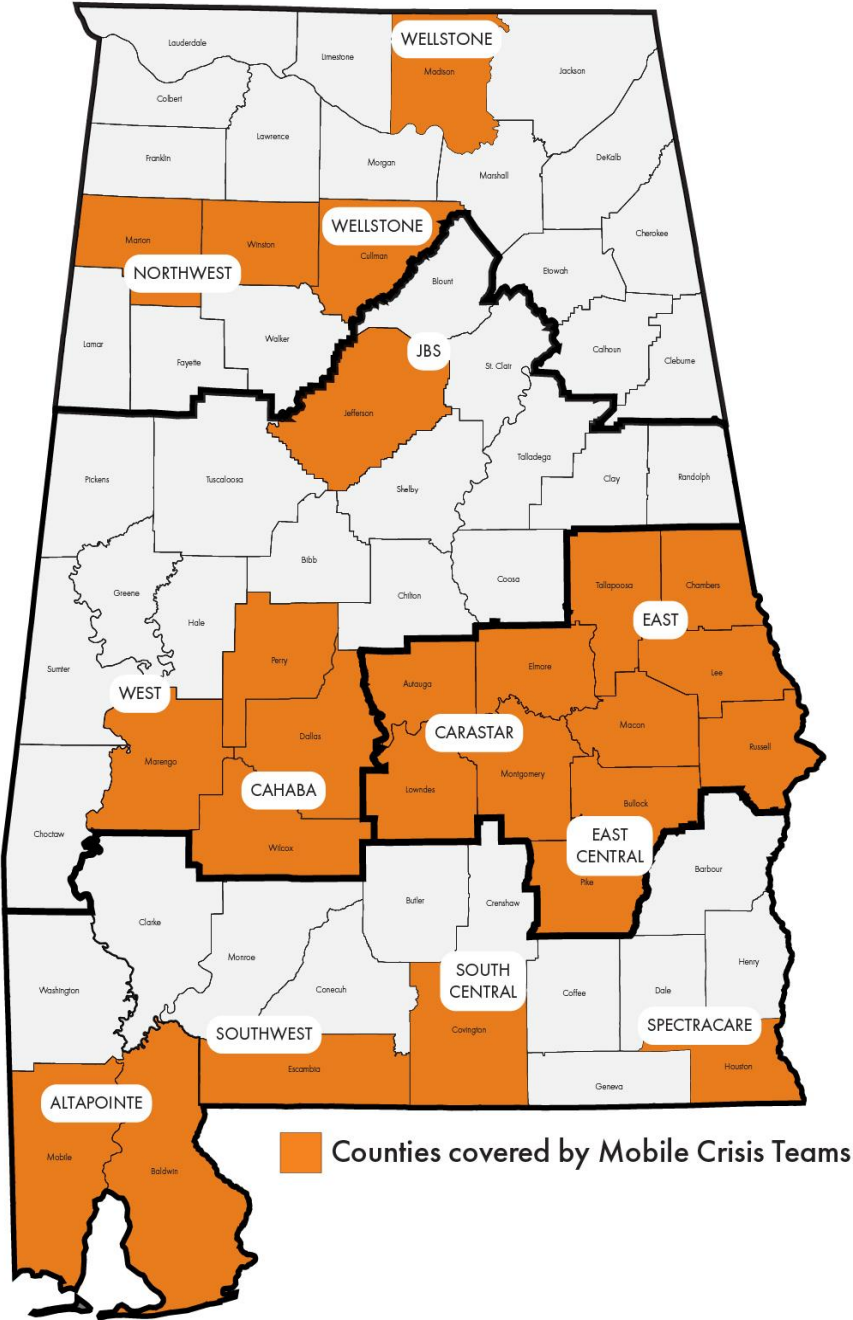 Lauderdale
Limestone
WELLSTONE
Madison
Jackson
Colbert
Lawrence
Franklin
Morgan
Marshall
DeKalb
Cherokee
Marion
Winston
WELLSTONE
Cullman
NORTHWEST
Blount
Etowah
Lamar
Fayette
Walker
JBS
St. Clair
Calhoun
Cleburne
Jefferson
Pickens
Tuscaloosa
Shelby
Talladega
Clay
Randolph
Greene
Hale
Bibb
Chilton
Coosa
Tallapoosa
Chambers
EAST
Sumter
Perry
Autauga
Elmore
Lee
WEST
Marengo
Dallas
CARASTAR
Macon
Russell
CAHABA
Lowndes
Montgomery
Bullock
Choctaw
Wilcox
EAST
CENTRAL
Pike
Barbour
Clarke
Butler
Crenshaw
Monroe
Washington
Conecuh
SOUTH
CENTRAL
Coffee
Dale
Henry
SOUTHWEST
Covington
SPECTRACARE
Escambia
Geneva
Houston
ALTAPOINTE
Mobile
Baldwin
Counties covered by Mobile Crisis Teams